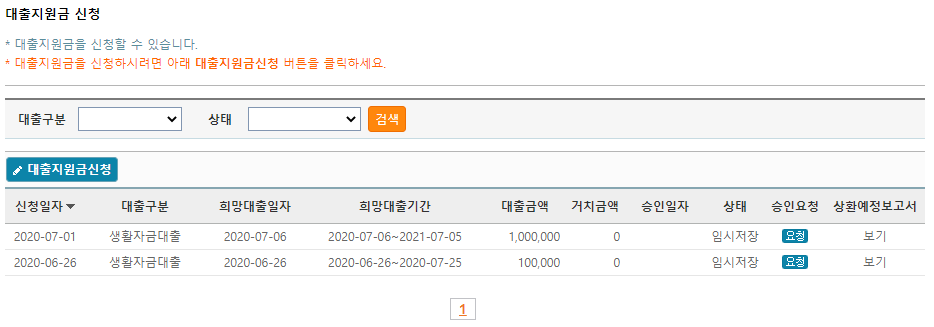 대출지원금 신청
* 대출지원금을 신청할 수 있습니다.
* 대출지원금을 신청하시려면 아래 대출지원금신청 버튼을 클릭하세요.
대출구분 상태 검색
대출지원금신청
신청일자 대출구분 희망대출일자 희망대출기간 대출금액 거치금액 승인일자 상태 승인요청 상환예정보고서
2020-07-01 생활자금대출 2020-07-06 2020-07-06~2021-07-05 1,000,000 0 임시저장 요청 보기
2020-06-26 생활자금대출 2020-06-26 2020-06-26~2020-07-25 100,000 0 임시저장 요청 보기
1